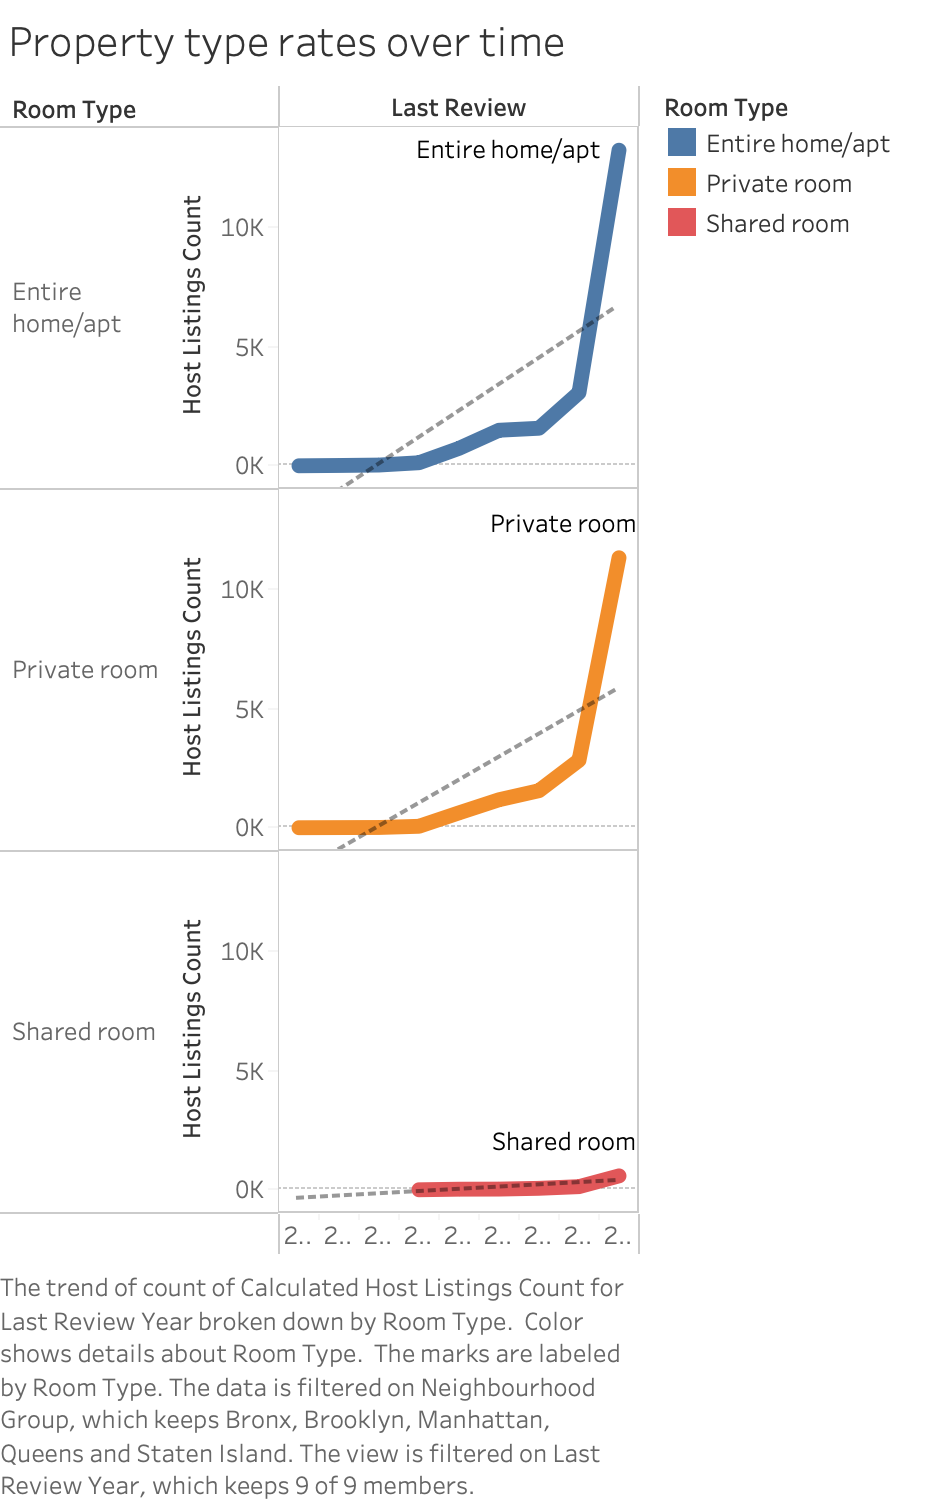 Property type rates over time
Room Type
Last Review
Room Type
Entire home/apt
Private room
Shared room
Entire
home/apt
Host Listings Count
10K
5K
0K
Entire home/apt
Private room
Host Listings Count
10K
5K
0K
Private room
Shared room
Host Listings Count
10K
5K
0K
Shared room
2.. 2.. 2.. 2.. 2.. 2.. 2.. 2.. 2..
The trend of count of Calculated Host Listings Count for
Last Review Year broken down by Room Type.  Color
shows details about Room Type.  The marks are labeled
by Room Type. The data is filtered on Neighbourhood
Group, which keeps Bronx, Brooklyn, Manhattan,
Queens and Staten Island. The view is filtered on Last
Review Year, which keeps 9 of 9 members.